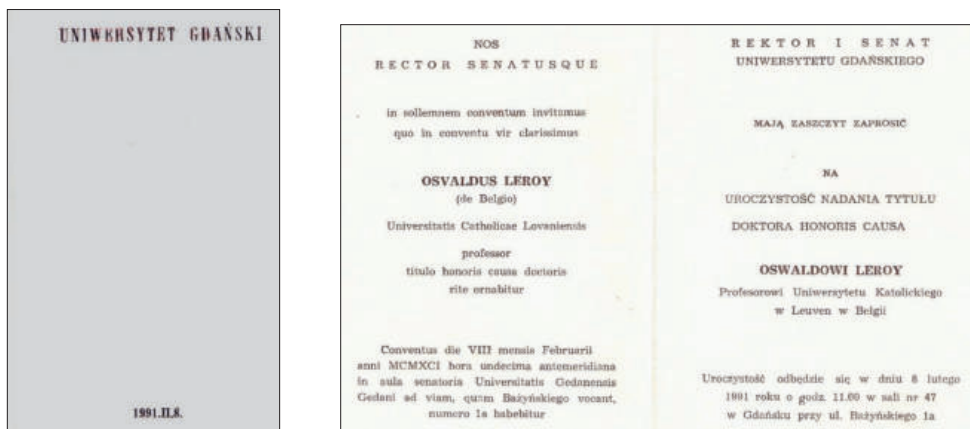 UNIWERSYTET GDAŃSKI
1991.II.8.
NOS
RECTOR SENATUSQUE
in sollemnem conventum invitamus
quo in conventu vir clarissimus
OSVALDUS LEROY
(de Belgio)
Universitatis Catholicae Lovaniensis
professor
titulo honoris causa doctoris
rite ornabitur
Conventus die VIII mensis Februarii
anni MCMXCI hora undecima antemeridiana
in aula senatoria Universitatis Gedanensis
Gedani ad viam, quam Bażyńskiego vocant,
numero 1a habebitur
REKTOR I SENAT
UNIWERSYTETU GDAŃSKIEGO
MAJĄ ZASZCZYT ZAPROSIĆ
NA
UROCZYSTOŚĆ NADANIA TYTUŁU
DOKTORA HONORIS CAUSA
OSWALDOWI LEROY
Profesorowi Uniwersytetu Katolickiego
w Leuven w Belgii
Uroczystość odbędzie się w dniu 8 lutego
1991 roku o godz. 11.00 w sali nr 47
w Gdańsku przy ul. Bażyńskiego 1a